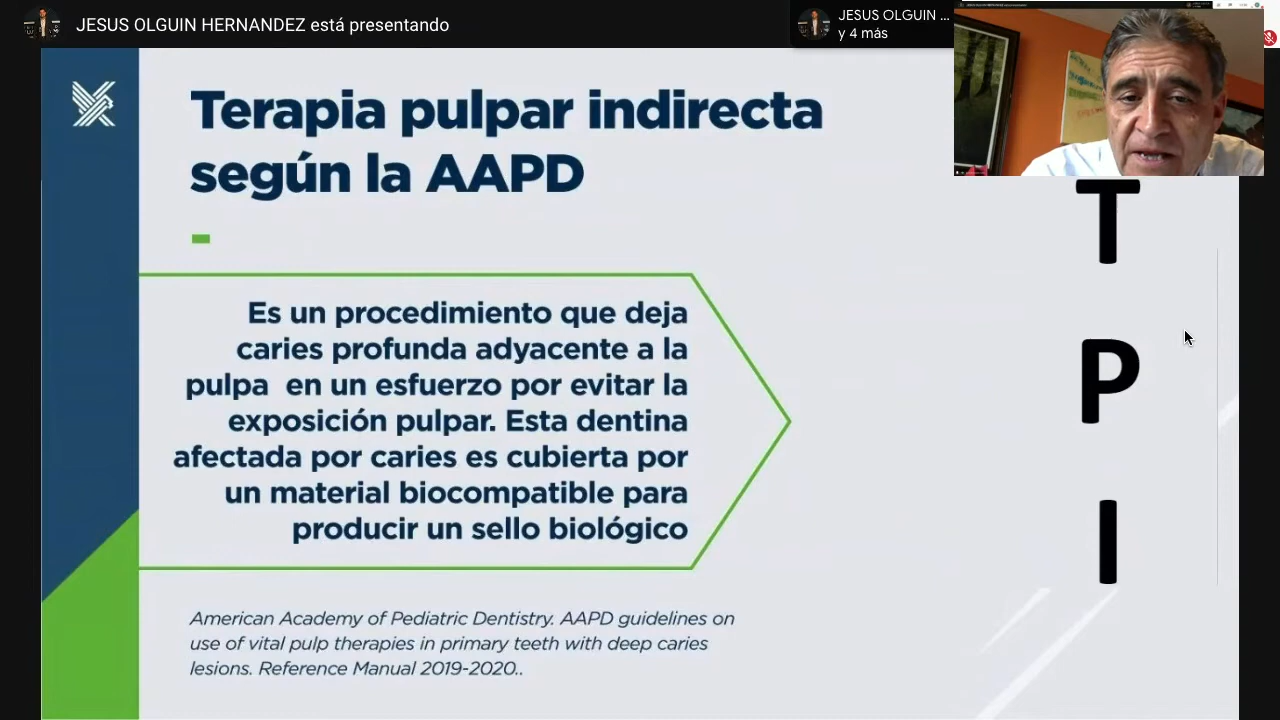 JESUS OLGUIN HERNANDEZ está presentando
JESUS OLGUIN ...
y 4 más
Terapia pulpar indirecta
según la AAPD
Es un procedimiento que deja
caries profunda adyacente a la
pulpa en un esfuerzo por evitar la
exposición pulpar. Esta dentina
afectada por caries es cubierta por
un material biocompatible para
producir un sello biológico
T
P
I
American Academy of Pediatric Dentistry. AAPD guidelines on
use of vital pulp therapies in primary teeth with deep caries
lesions. Reference Manual 2019-2020..